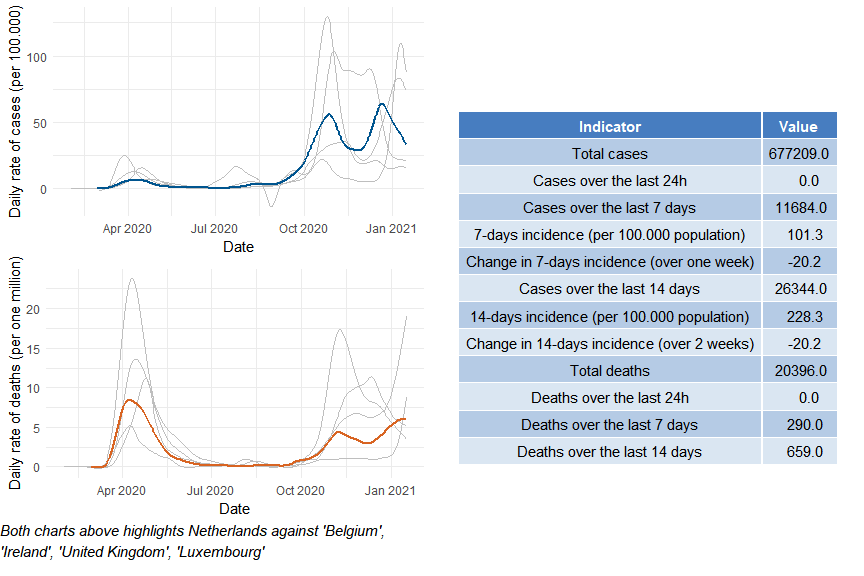 Daily rate of cases (per 100.000)
100
50
0
Apr 2020 Jul 2020 Oct 2020 Jan 2021
Date
Daily rate of deaths (per one million)
20
15
10
5
0
Apr 2020 Jul 2020 Oct 2020 Jan 2021
Date
Both charts above highlights Netherlands against 'Belgium',
'Ireland', 'United Kingdom', 'Luxembourg'
Indicator Value
Total cases 677209.0
Cases over the last 24h 0.0
Cases over the last 7 days 11684.0
7-days incidence (per 100.000 population) 101.3
Change in 7-days incidence (over one week) -20.2
Cases over the last 14 days 26344.0
14-days incidence (per 100.000 population) 228.3
Change in 14-days incidence (over 2 weeks) -20.2
Total deaths 20396.0
Deaths over the last 24h 0.0
Deaths over the last 7 days 290.0
Deaths over the last 14 days 659.0